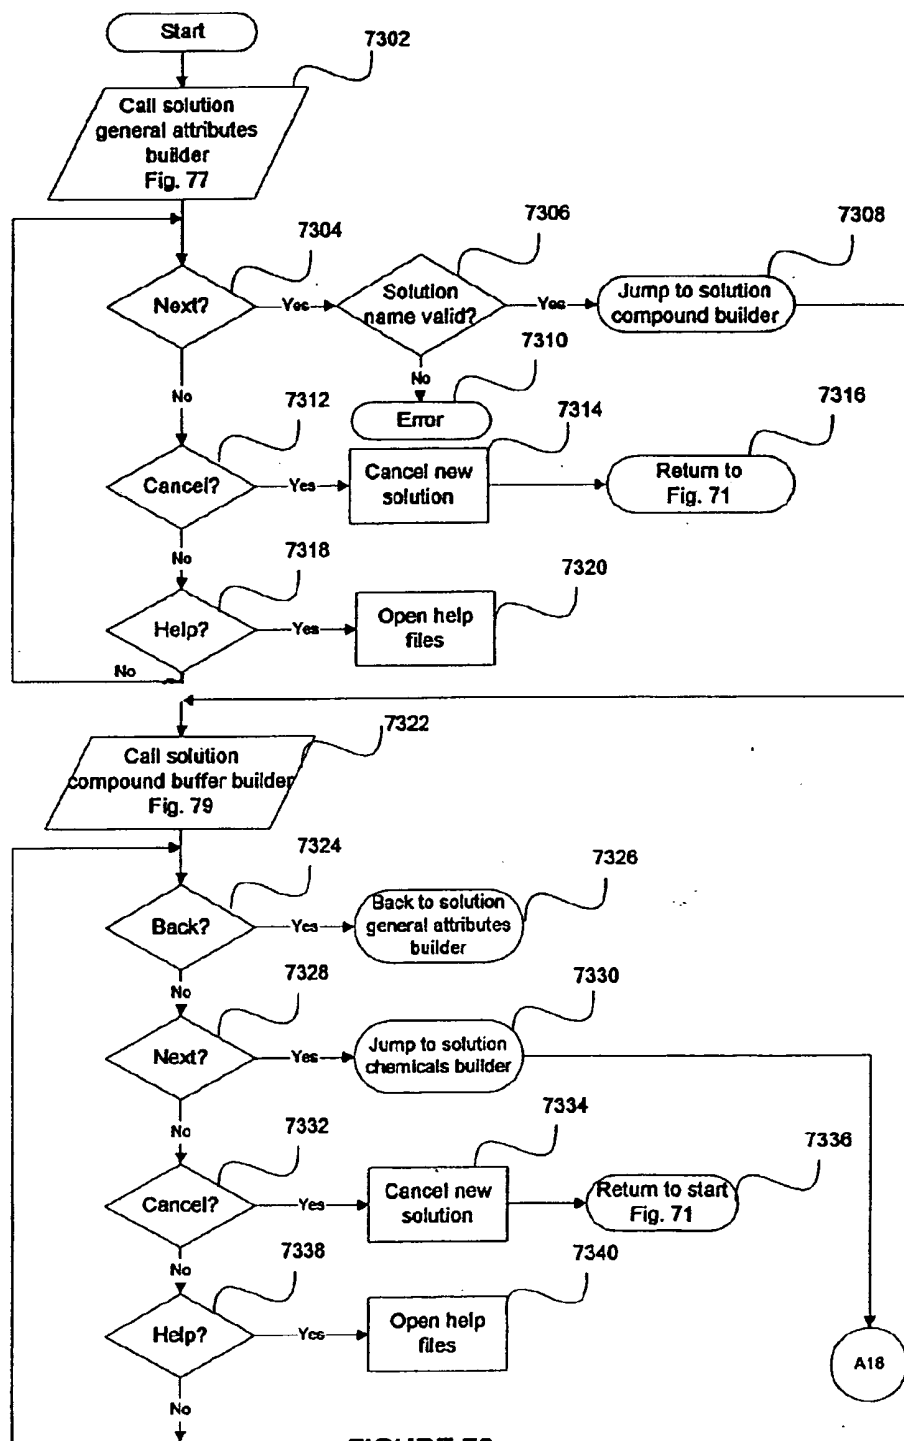 Start
7302
Call solution
general attributes
builder
Fig. 77
7304
7306
7308
Next?
Yes
Solution
name valid?
Yes
Jump to solution
compound builder
No
7310
Error
No
7312
7314
7316
Cancel?
Yes
Cancel new
solution
Return to
Fig. 71
No
7318
7320
Help?
Yes
Open help
files
No
7322
Call solution
compound buffer builder
Fig. 79
7324
7326
Back?
Yes
Back to solution
general attributes
builder
No
7328
7330
Next?
Yes
Jump to solution
chemicals builder
No
7332
7334
7336
Cancel?
Yes
Cancel new
solution
Return to start
Fig. 71
No
7338
7340
Help?
Yes
Open help
files
A18
No